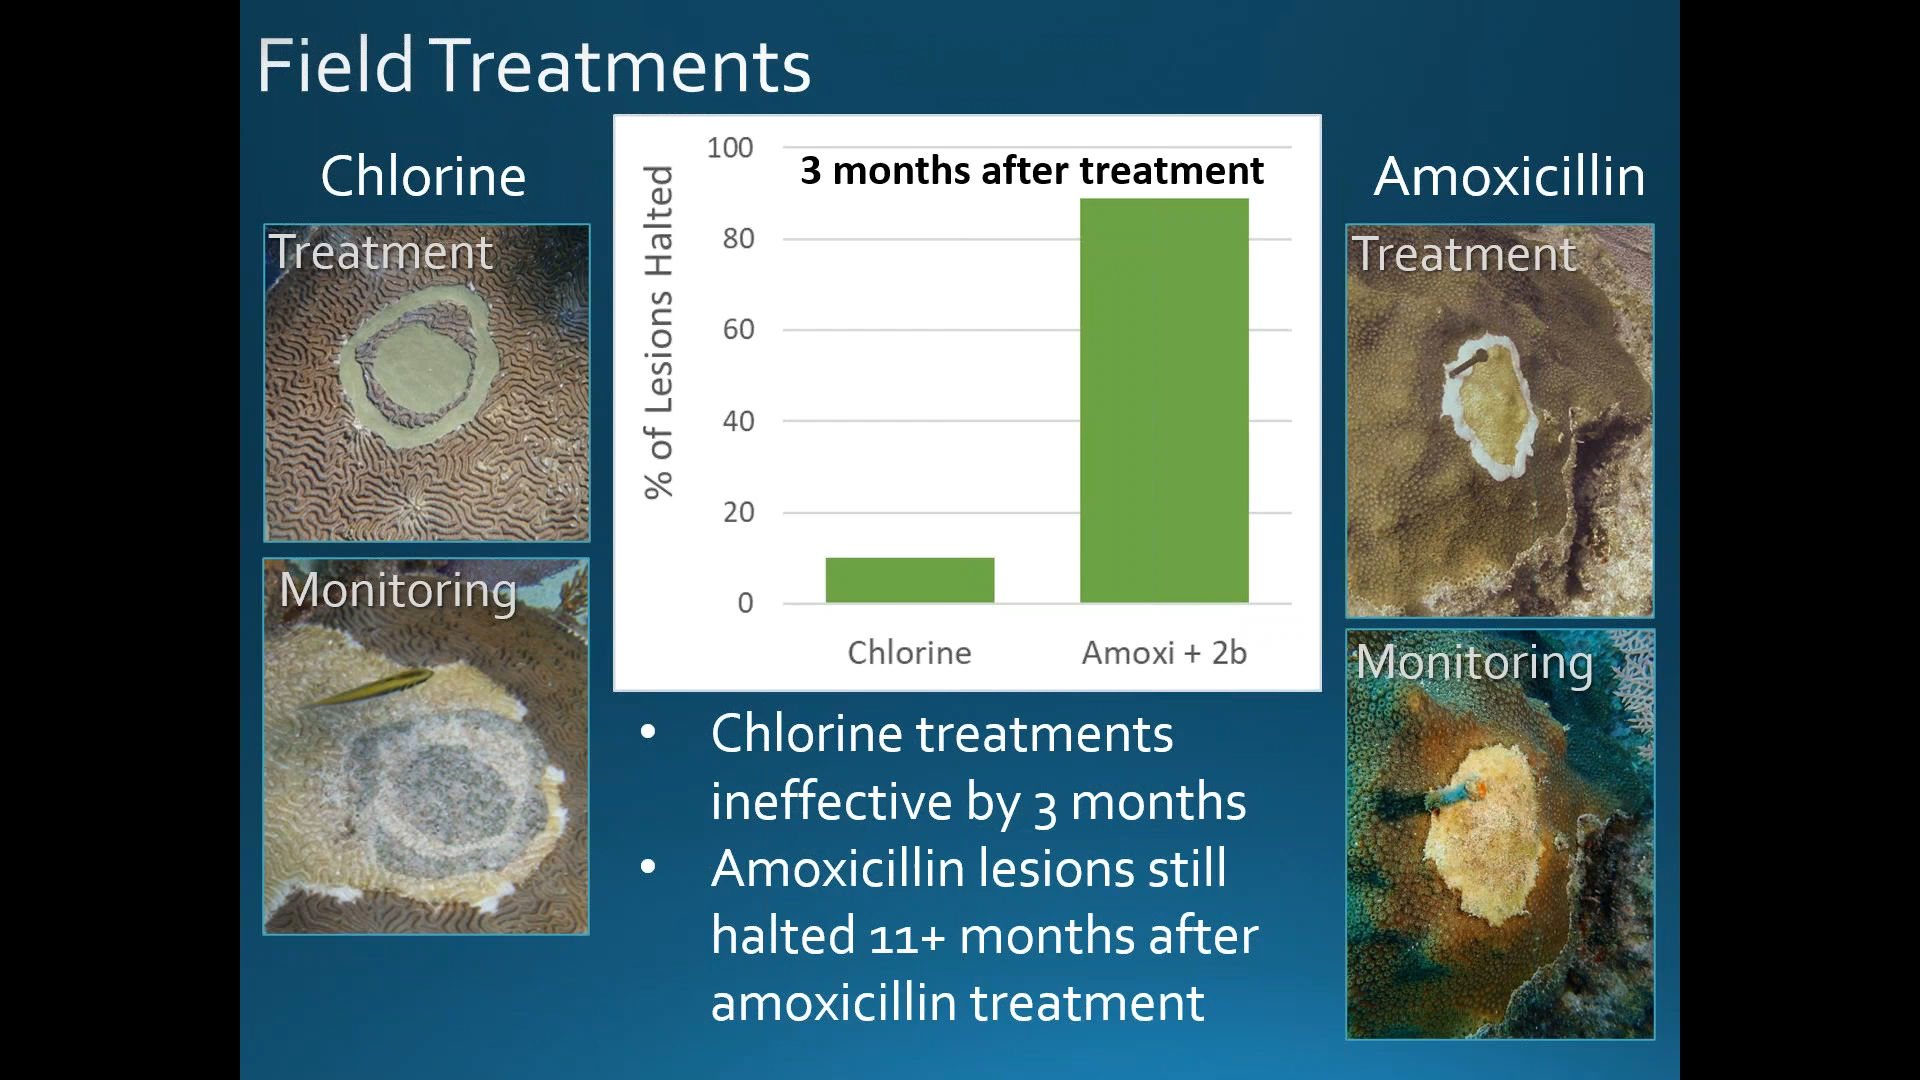 Field Treatments
Chlorine
Treatment
Monitoring
3 months after treatment
% of Lesions Halted
100
80
60
40
20
0
Chlorine
Amoxi + 2b
Amoxicillin
Treatment
Monitoring
• Chlorine treatments
ineffective by 3 months
• Amoxicillin lesions still
halted 11+ months after
amoxicillin treatment